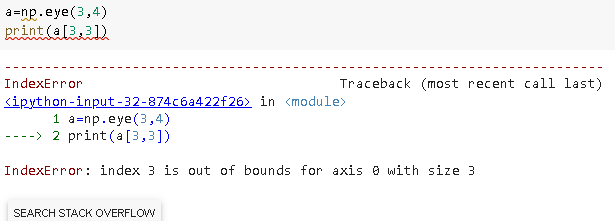 a=np.eye(3,4)
print(a[3,3])
---------------------------------------------------------------------------
IndexError                                Traceback (most recent call last)
<ipython-input-32-874c6a422f26> in <module>
      1 a=np.eye(3,4)
----> 2 print(a[3,3])
IndexError: index 3 is out of bounds for axis 0 with size 3
SEARCH STACK OVERFLOW